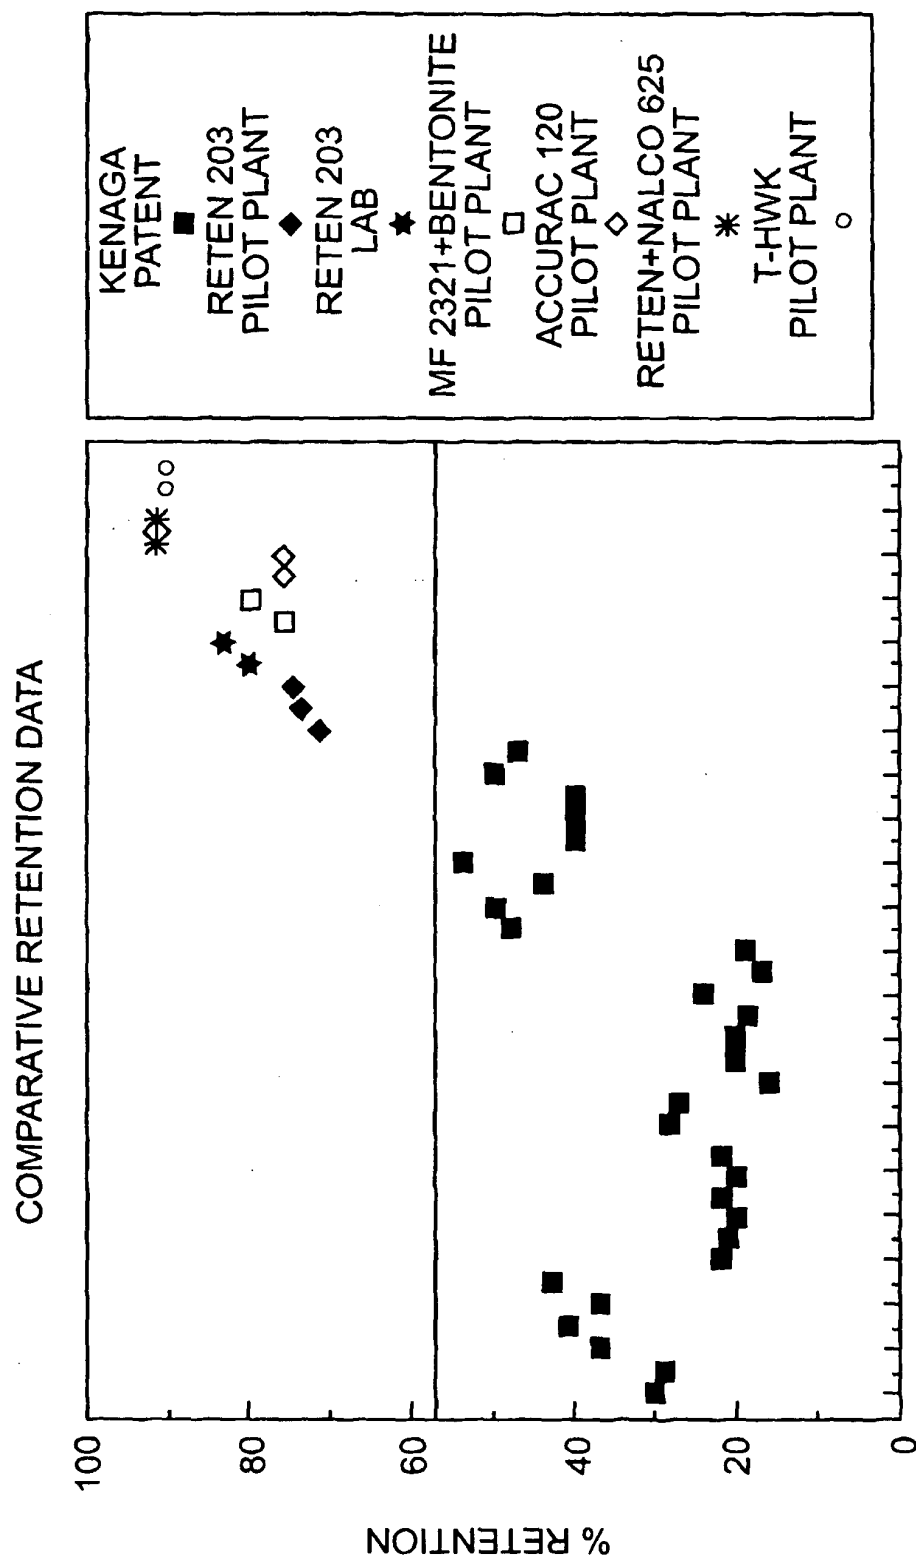 COMPARATIVE RETENTION DATA
% RETENTION
100
80
60
40
20
0
KENAGA
PATENT
RETEN 203
PILOT PLANT
RETEN 203
LAB
MF 2321+BENTONITE
PILOT PLANT
ACCURAC 120
PILOT PLANT
RETEN+NALCO 625
PILOT PLANT
T-HWK
PILOT PLANT